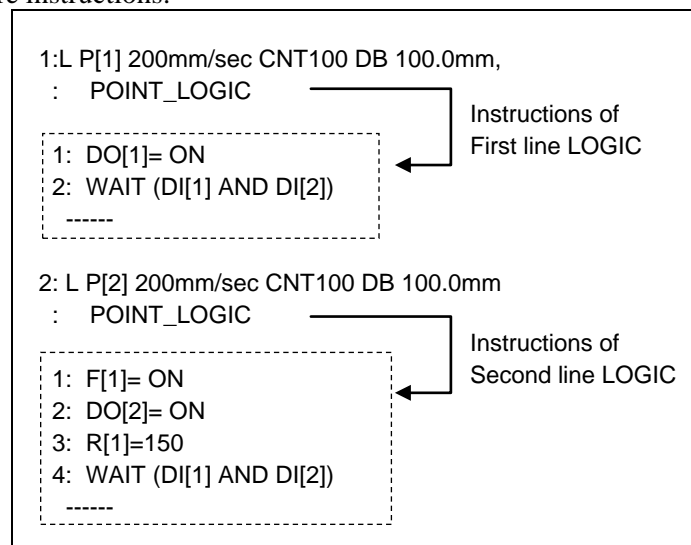 re instructions.
1:L P[1] 200mm/sec CNT100 DB 100.0mm,
: POINT_LOGIC
Instructions of
First line LOGIC
1: DO[1]= ON
2: WAIT (DI[1] AND DI[2])
------
2: L P[2] 200mm/sec CNT100 DB 100.0mm
: POINT_LOGIC
Instructions of
Second line LOGIC
1: F[1]= ON
2: DO[2]= ON
3: R[1]=150
4: WAIT (DI[1] AND DI[2])
------